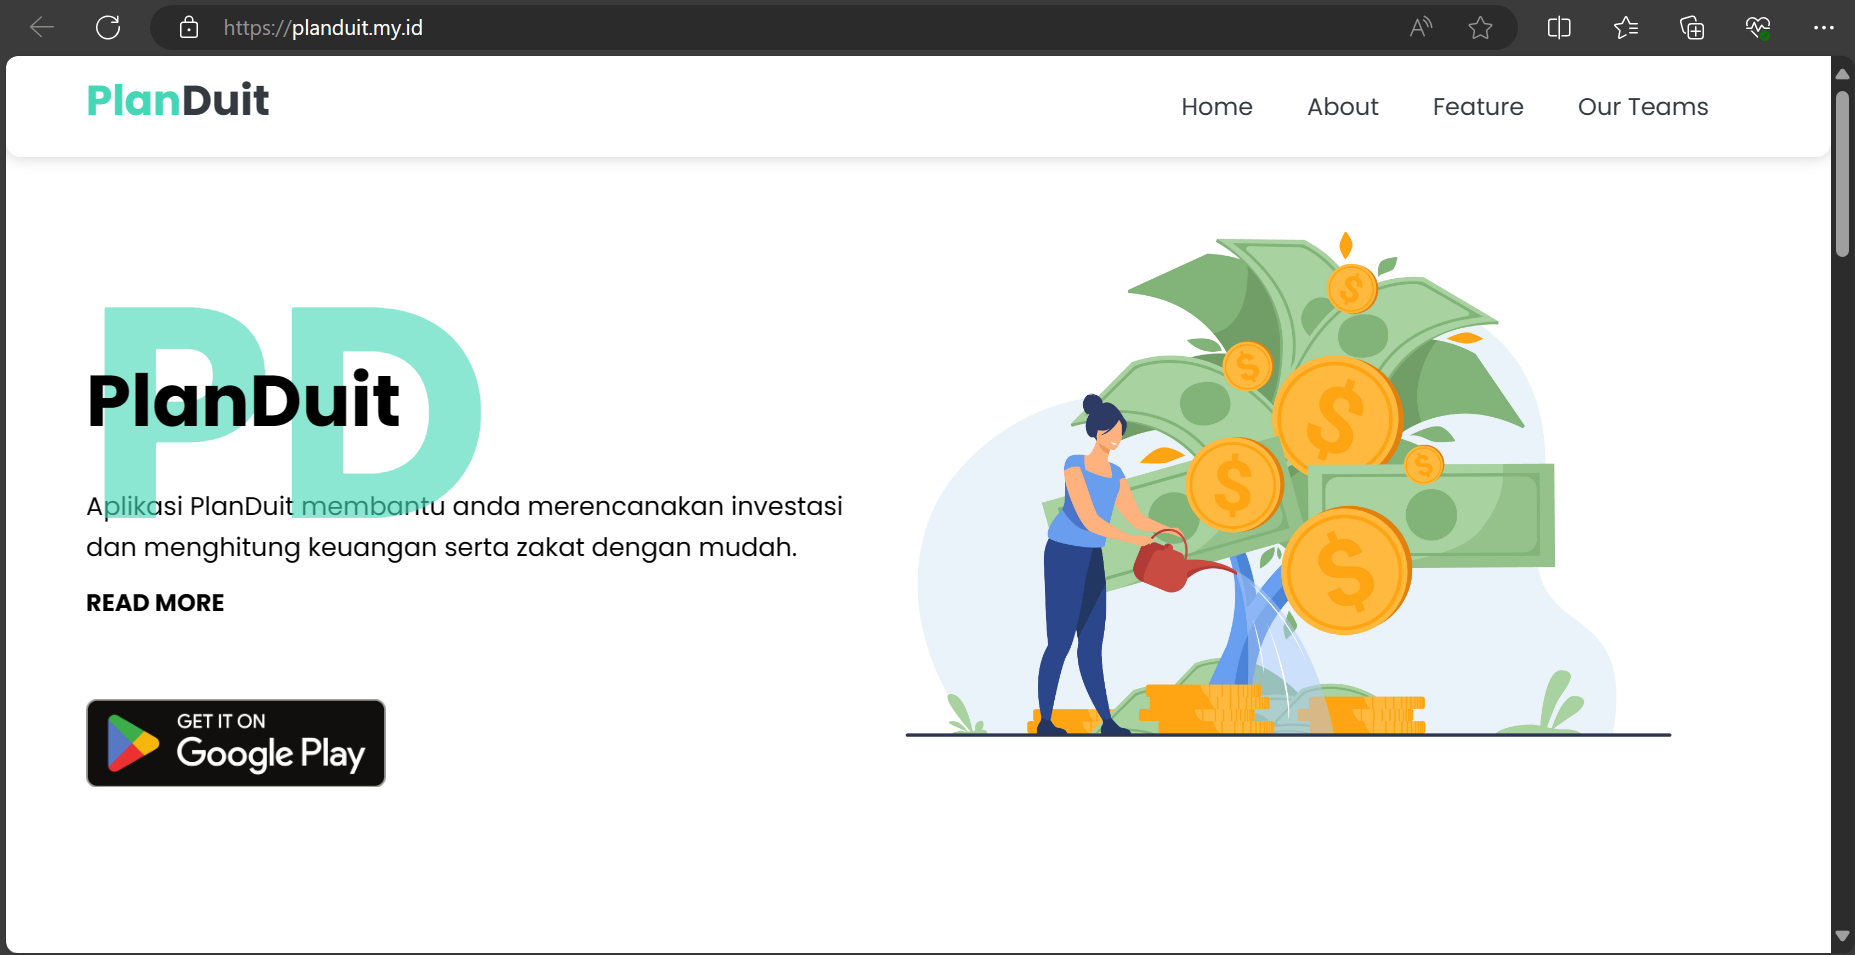 https://planduit.my.id
PlanDuit
Home About Feature Our Teams
PD
PlanDuit
Aplikasi PlanDuit membantu anda merencanakan investasi
dan menghitung keuangan serta zakat dengan mudah.
READ MORE
GET IT ON
Google Play